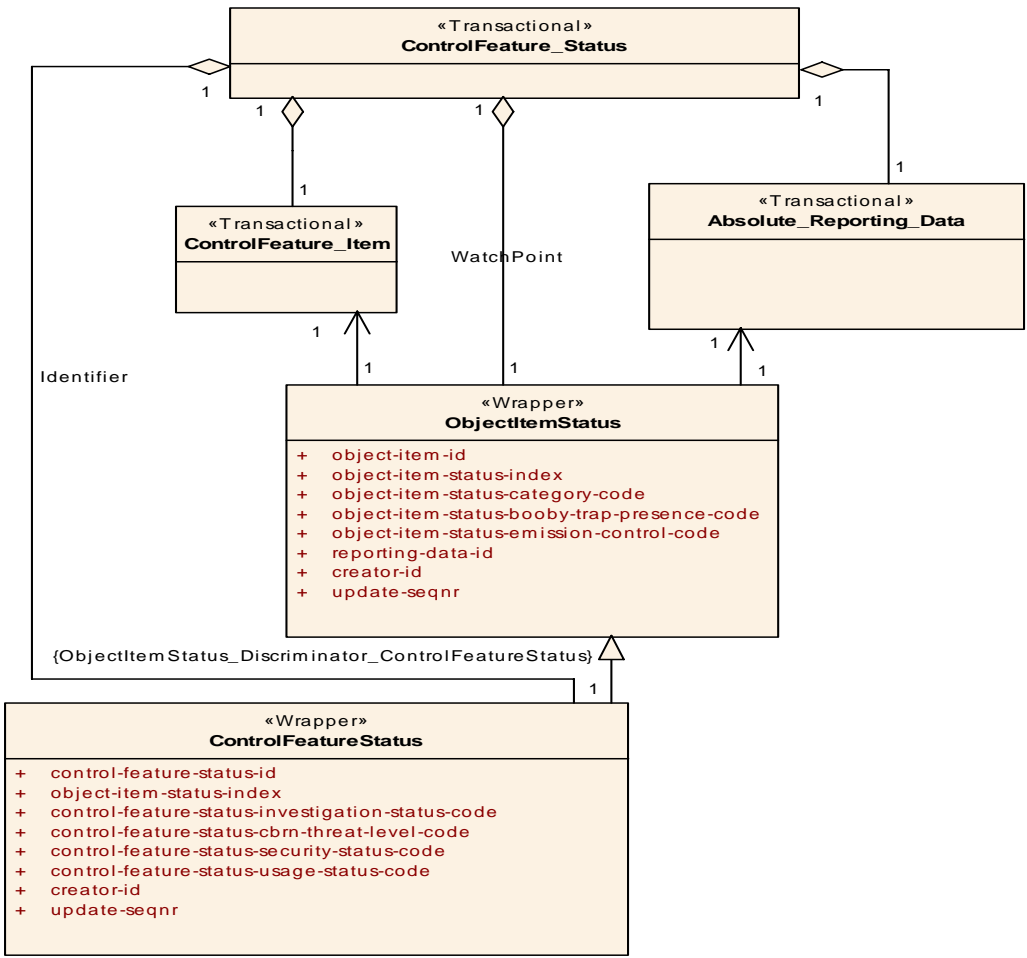 «Transactional»
ControlFeature_Status
1
1
1
1
1
1
«Transactional»
ControlFeature_Item
«Transactional»
Absolute_Reporting_Data
WatchPoint
1
1
Identifier
1
1
1
«Wrapper»
ObjectItemStatus
+ object-item-id
+ object-item-status-index
+ object-item-status-category-code
+ object-item-status-booby-trap-presence-code
+ object-item-status-emission-control-code
+ reporting-data-id
+ creator-id
+ update-seqnr
{ObjectItemStatus_Discriminator_ControlFeatureStatus}
1
«Wrapper»
ControlFeatureStatus
+ control-feature-status-id
+ object-item-status-index
+ control-feature-status-investigation-status-code
+ control-feature-status-cbrn-threat-level-code
+ control-feature-status-security-status-code
+ control-feature-status-usage-status-code
+ creator-id
+ update-seqnr